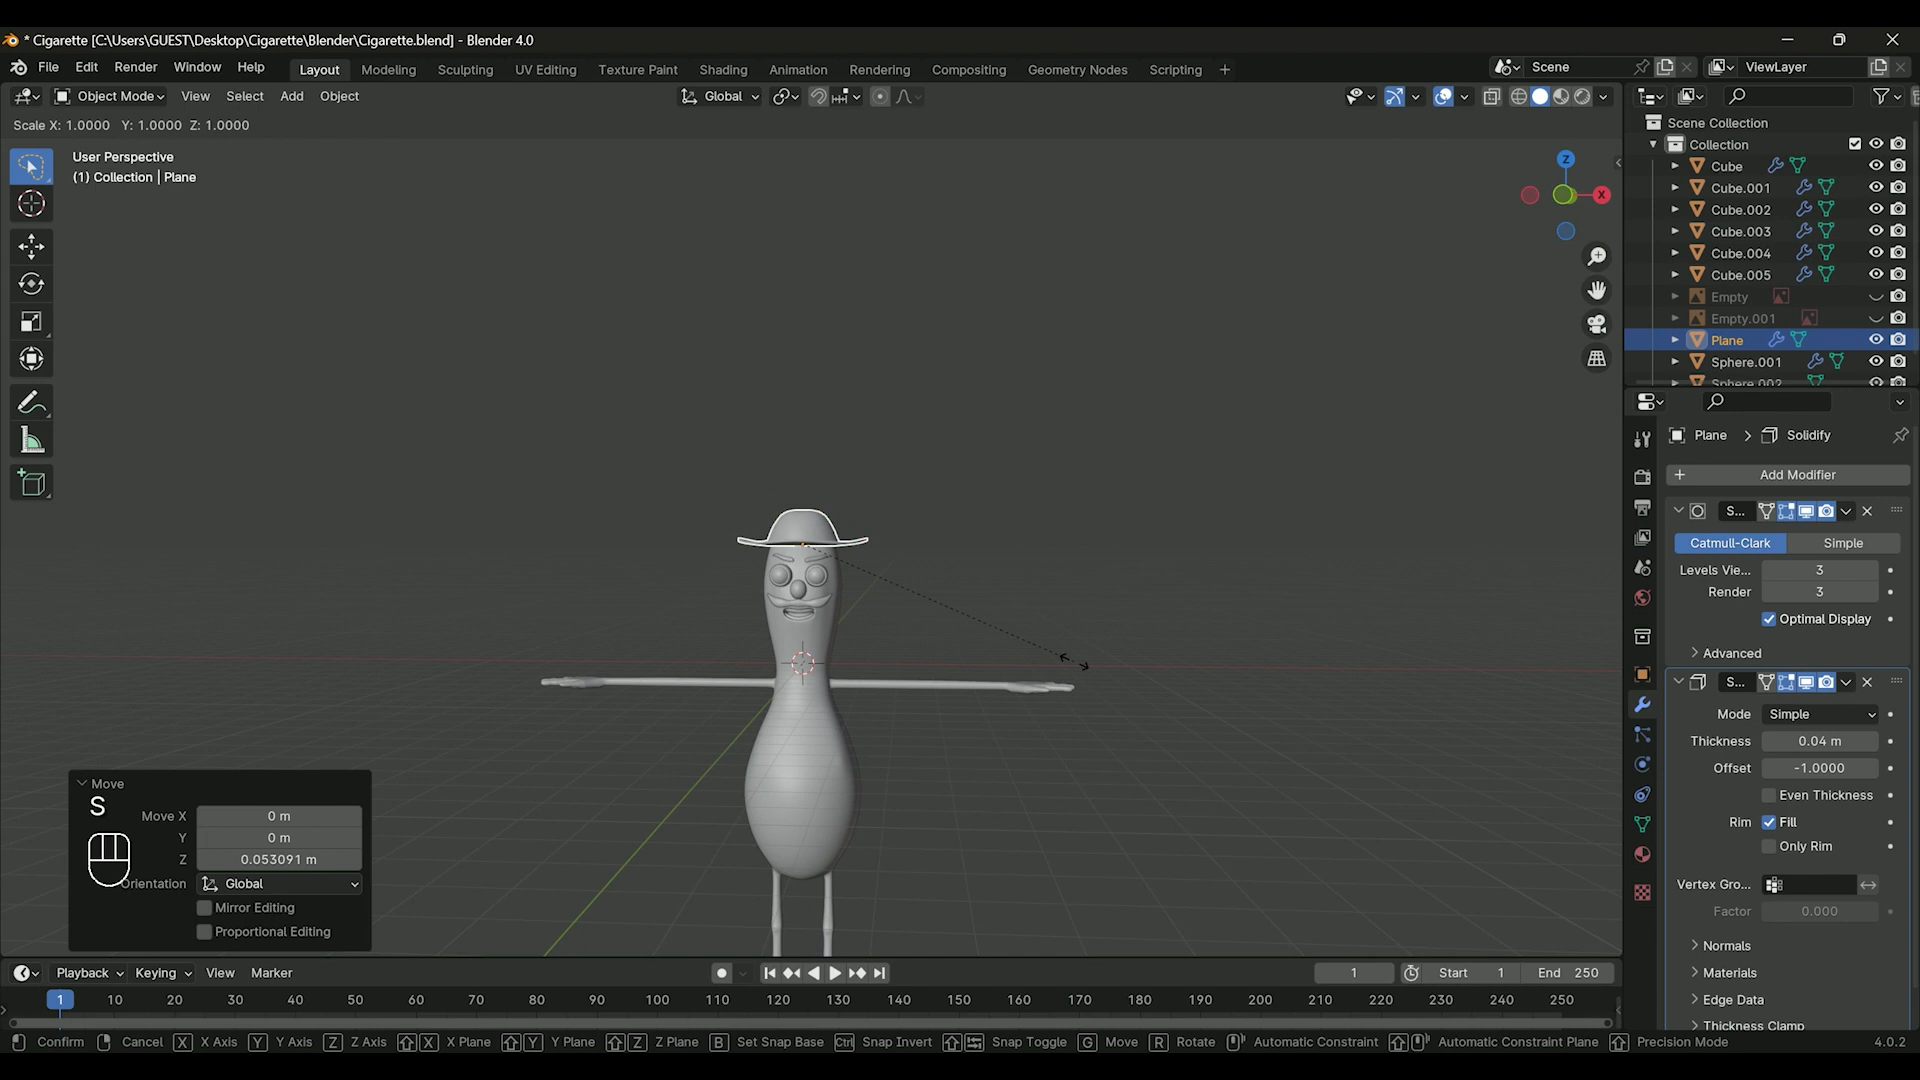 * Cigarette [C:\Users\GUEST\Desktop\Cigarette\Blender\Cigarette.blend] - Blender 4.0
File Edit Render Window Help Layout Modeling Sculpting UV Editing Texture Paint Shading Animation Rendering Compositing Geometry Nodes Scripting + Scene ViewLayer
Object Mode View Select Add Object Global
Scale X: 1.0000 Y: 1.0000 Z: 1.0000
User Perspective
(1) Collection | Plane
Z
X
Scene Collection
Collection
Cube
Cube.001
Cube.002
Cube.003
Cube.004
Cube.005
Empty
Empty.001
Plane
Sphere.001
Sphere.002
Plane > Solidify
+ Add Modifier
S...
Catmull-Clark Simple
Levels Vie... 3
Render 3
Optimal Display
Advanced
S...
Mode Simple
Thickness 0.04 m
Offset -1.0000
Even Thickness
Rim Fill
Only Rim
Vertex Gro...
Factor 0.000
Normals
Materials
Edge Data
Thickness Clamp
Move
S
Move X 0 m
Y 0 m
Z 0.053091 m
Orientation Global
Mirror Editing
Proportional Editing
Playback Keying View Marker 1 Start 1 End 250
1 10 20 30 40 50 60 70 80 90 100 110 120 130 140 150 160 170 180 190 200 210 220 230 240 250
Confirm Cancel X X Axis Y Y Axis Z Z Axis X X Plane Y Y Plane Z Z Plane B Set Snap Base Ctrl Snap Invert Snap Toggle G Move R Rotate Automatic Constraint Automatic Constraint Plane Precision Mode 4.0.2